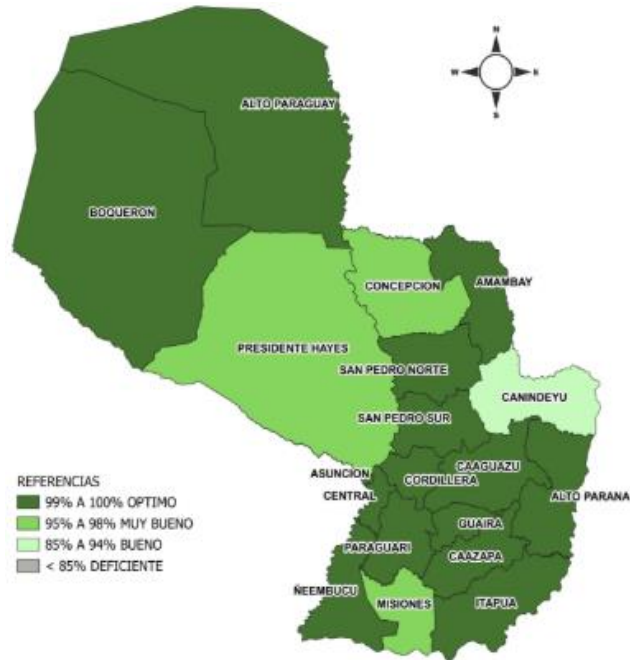 N
W E
S
ALTO PARAGUAY
BOQUERON
CONCEPCION
AMAMBAY
PRESIDENTE HAYES
SAN PEDRO NORTE
CANINDEYU
SAN PEDRO SUR
ASUNCION
CAAGUAZU
CORDILLERA
CENTRAL
ALTO PARANA
GUAIRA
PARAGUARI
CAAZAPA
ÑEEMBUCU
MISIONES
ITAPUA
REFERENCIAS
99% A 100% OPTIMO
95% A 98% MUY BUENO
85% A 94% BUENO
< 85% DEFICIENTE